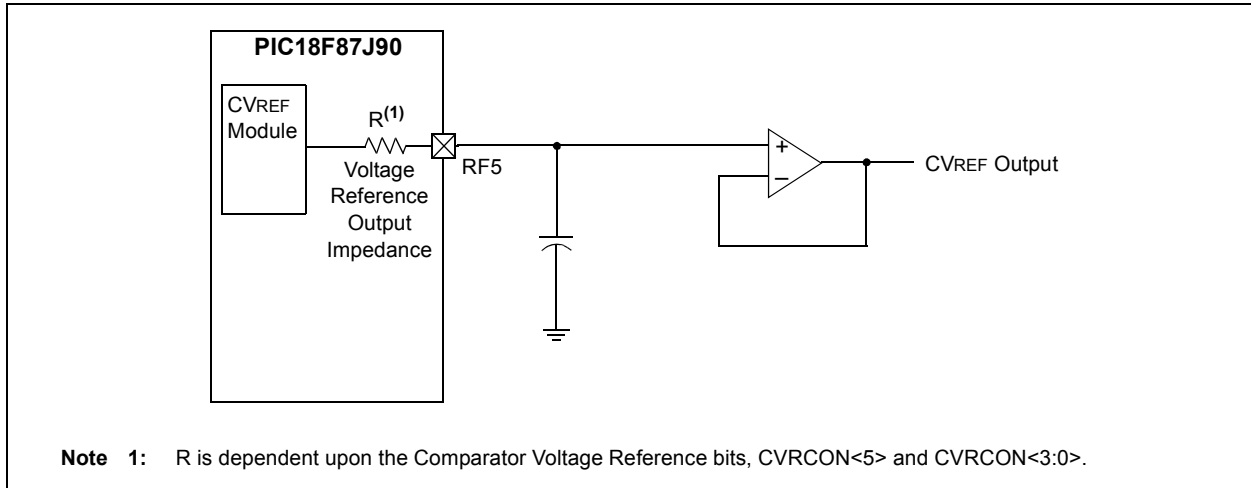 PIC18F87J90
CVREF
Module
R(1)
Voltage
Reference
Output
Impedance
RF5
+
–
CVREF Output
Note 1: R is dependent upon the Comparator Voltage Reference bits, CVRCON<5> and CVRCON<3:0>.